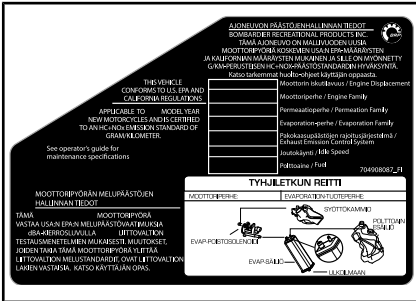 AJONEUVON PÄÄSTÖJENHALLINNAN TIEDOT
BOMBARDIER RECREATIONAL PRODUCTS INC.
TÄMÄ AJONEUVO ON MALLIVUODEN UUSIA
MOOTTORIPYÖRIÄ KOSKEVIEN USA:N EPA-MÄÄRÄYSTEN
JA KALIFORNIAN MÄÄRÄYSTEN MUKAINEN JA SILLE ON MYÖNNETTY
G/KM-PERUSTEISEN HC+NOX-PÄÄSTÖSTANDARDIN HYVÄKSYNTÄ.
Katso tarkemmat huolto-ohjeet käyttäjän oppaasta.
THIS VEHICLE
CONFORMS TO U.S. EPA AND
CALIFORNIA REGULATIONS
APPLICABLE TO MODEL YEAR
NEW MOTORCYCLES AND IS CERTIFIED
TO AN HC+NOx EMISSION STANDARD OF
GRAM/KILOMETER.
See operator's guide for
maintenance specifications
Moottorin iskutilavuus / Engine Displacement
Moottoriperhe / Engine Family
Permeaatioperhe / Permeation Family
Evaporation-perhe / Evaporative Family
Pakokaasupäästöjen rajoitusjärjestelmä /
Exhaust Emission Control System
Joutokäynti / Idle Speed
Polttoaine / Fuel
704908087_FI
MOOTTORIPYÖRÄN MELUPÄÄSTÖJEN
HALLINNAN TIEDOT
TÄMÄ MOOTTORIPYÖRÄ
VASTAA USA:N EPA:N MELUPÄÄSTÖVAATIMUKSIA
dBA-KIERROSLUVULLA LIITTOVALTION
TESTAUSMENETELMIEN MUKAISESTI. MUUTOKSET,
JOIDEN TAKIA TÄMÄ MOOTTORIPYÖRÄ YLITTÄÄ
LIITTOVALTION MELUSTANDARDIT, OVAT LIITTOVALTION
LAKIEN VASTAISIA. KATSO KÄYTTÄJÄN OPAS.
TYHJILETKUN REITTI
MOOTTORIPERHE:
EVAPORATION-TUOTEPERHE:
SYÖTTÖKAMMIO
POLTTOAIN
ESÄILIÖ
EVAP-POISTOSOLENOIDI
EVAP-SÄILIÖ
ULKOILMAAN